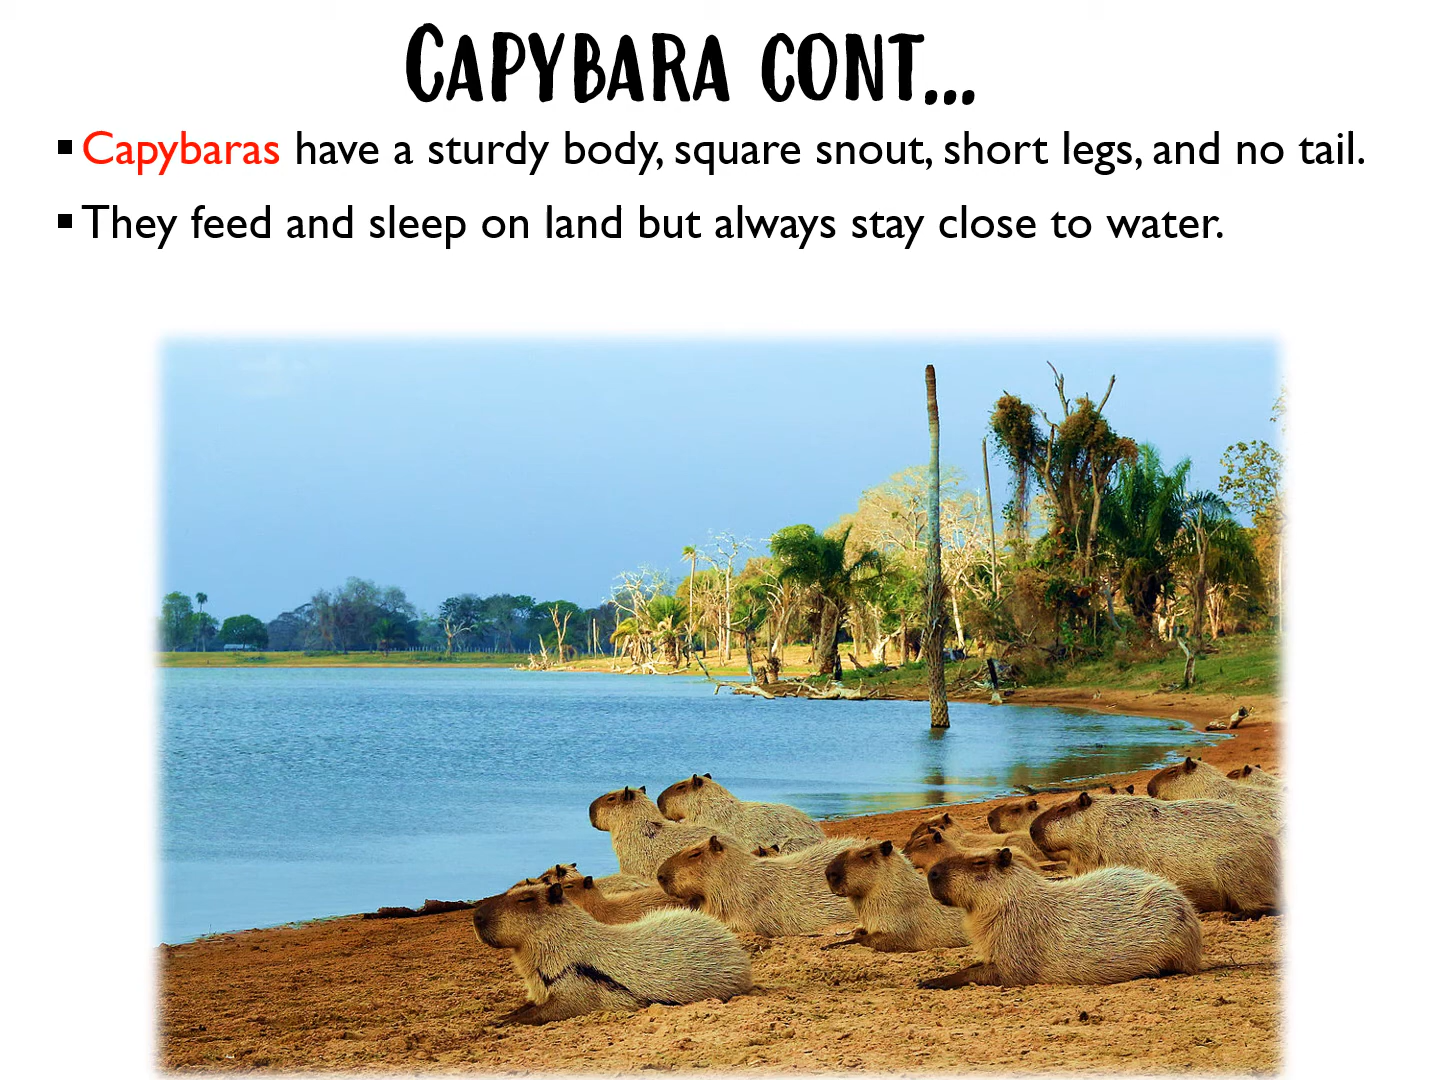 Capybara cont...
▪ Capybaras have a sturdy body, square snout, short legs, and no tail.
▪ They feed and sleep on land but always stay close to water.